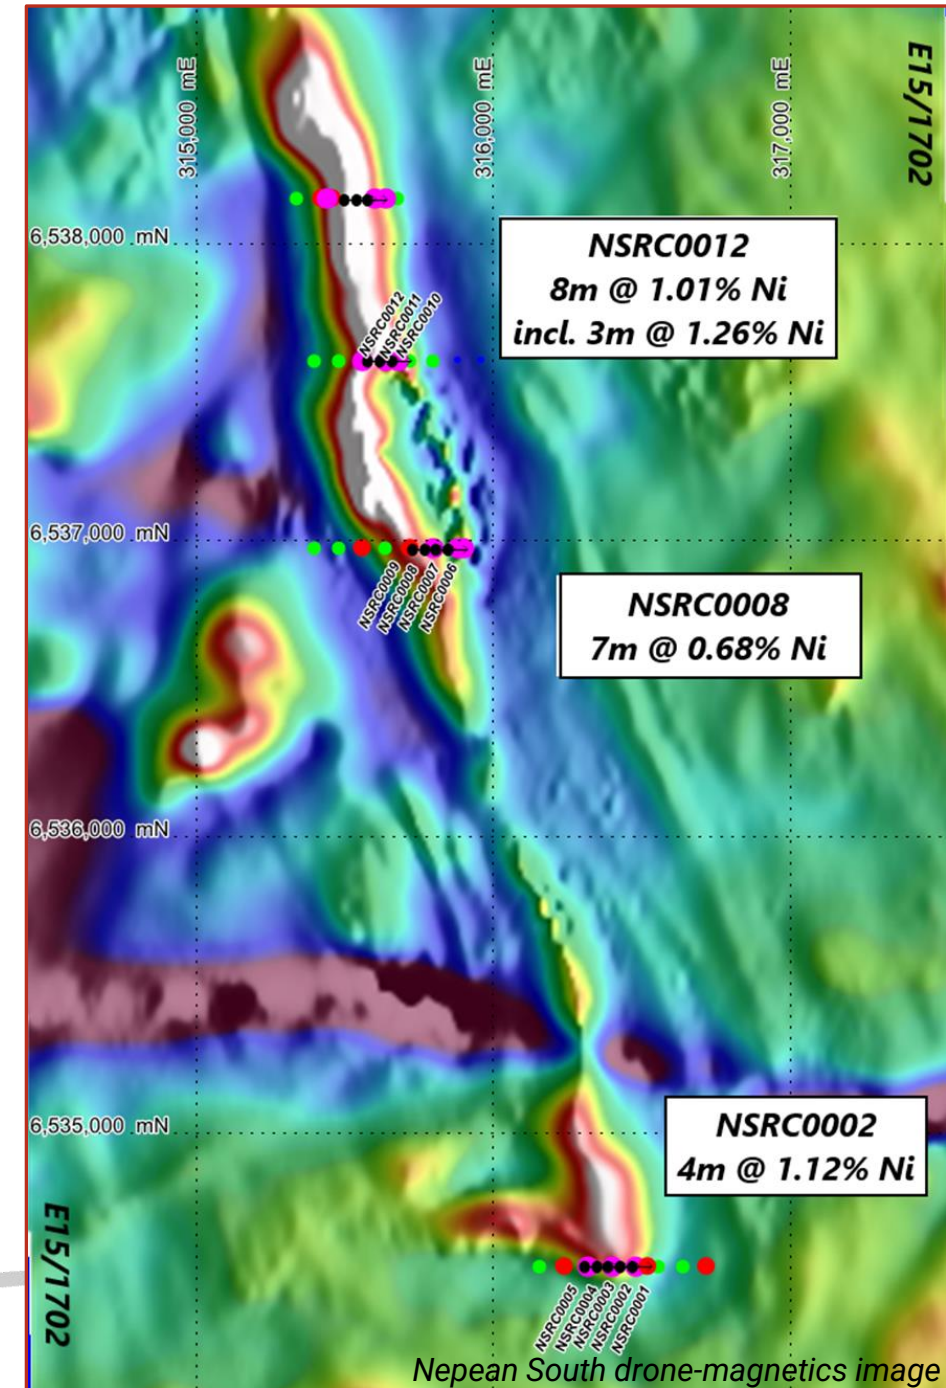 315,000 mE
316,000 mE
317,000 mE
E15/1702
6,538,000 mN
NSRC0012
8m @ 1.01% Ni
incl. 3m @ 1.26% Ni
NSRC0012
NSRC0011
NSRC0010
6,537,000 mN
NSRC0009
NSRC0008
NSRC0007
NSRC0006
NSRC0008
7m @ 0.68% Ni
6,536,000 mN
6,535,000 mN
NSRC0002
4m @ 1.12% Ni
E15/1702
NSRC0005
NSRC0004
NSRC0003
NSRC0002
NSRC0001
Nepean South drone-magnetics image